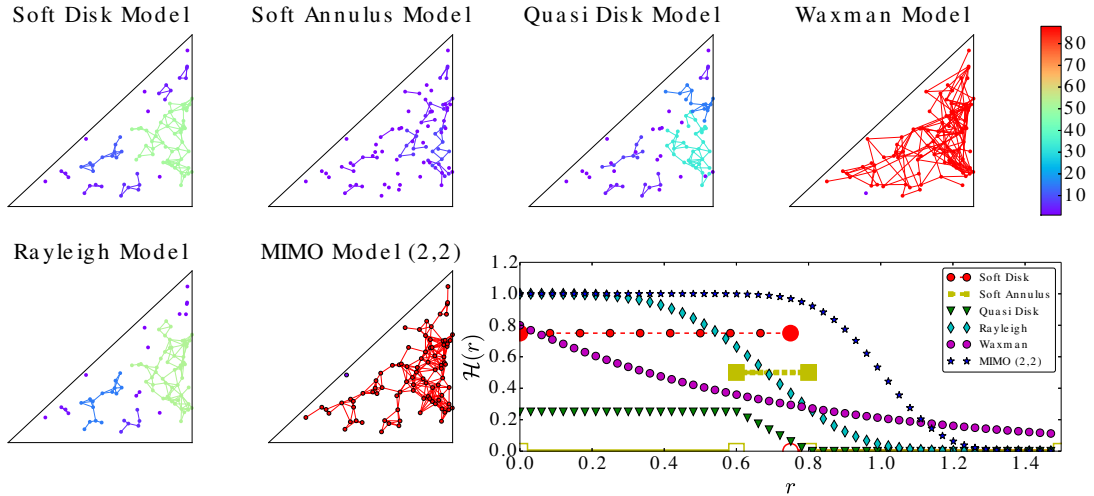 Soft Disk Model
Soft Annulus Model
Quasi Disk Model
Waxman Model
80
70
60
50
40
30
20
10
Rayleigh Model
MIMO Model (2,2)
1.2
1.0
0.8
0.6
0.4
0.2
0.0
ℋ(r)
Soft Disk
Soft Annulus
Quasi Disk
Rayleigh
Waxman
MIMO (2,2)
0.0 0.2 0.4 0.6 0.8 1.0 1.2 1.4
r